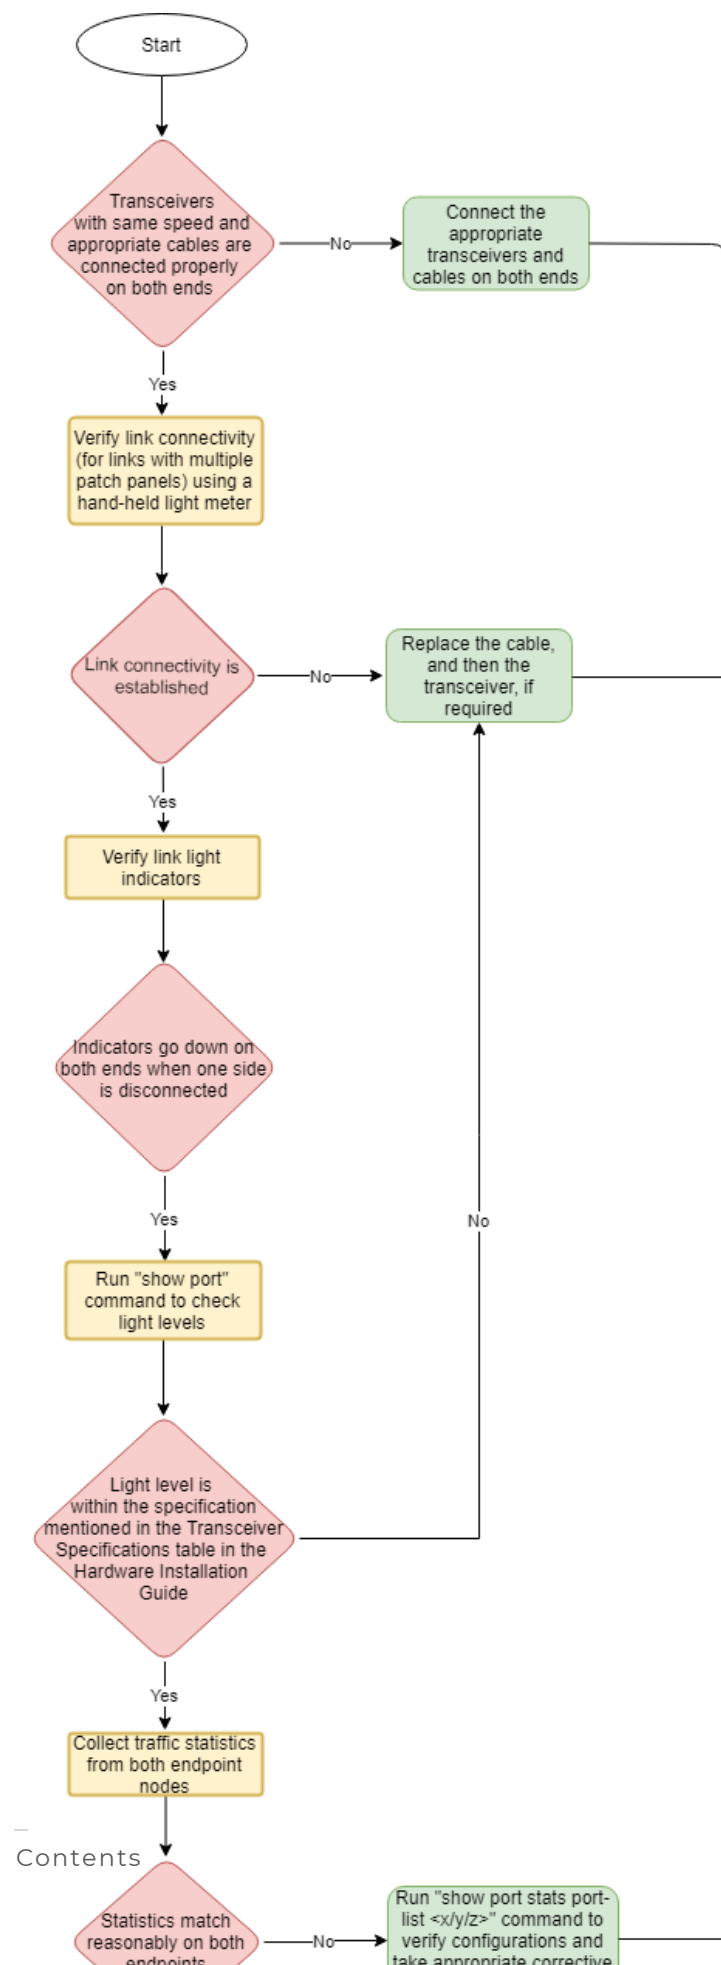 Start
Transceivers
with same speed and
appropriate cables are
connected properly
on both ends
No
Connect the
appropriate
transceivers and
cables on both ends
Yes
Verify link connectivity
(for links with multiple
patch panels) using a
hand-held light meter
Link connectivity is
established
No
Replace the cable,
and then the
transceiver, if
required
Yes
Verify link light
indicators
Indicators go down on
both ends when one side
is disconnected
Yes
No
Run "show port"
command to check
light levels
Light level is
within the specification
mentioned in the Transceiver
Specifications table in the
Hardware Installation
Guide
Yes
Collect traffic statistics
from both endpoint
nodes
Contents
Statistics match
reasonably on both
endpoints
No
Run "show port stats port-
list <x/y/z>" command to
verify configurations and
take appropriate corrective